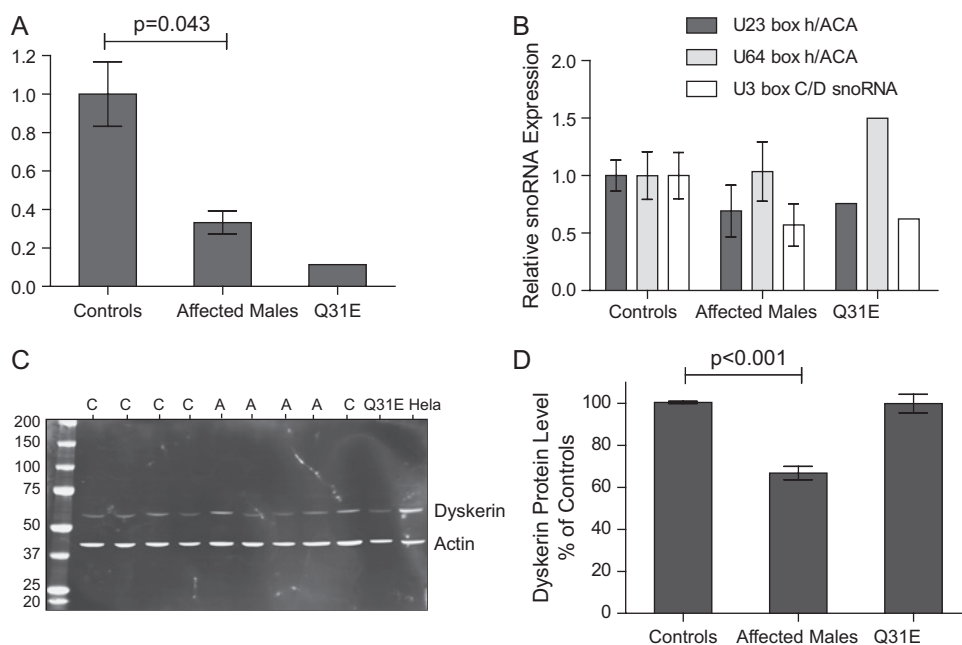 A
p=0.043
1.2
1.0
0.8
0.6
0.4
0.2
0.0
Controls Affected Males Q31E
B
U23 box h/ACA
U64 box h/ACA
U3 box C/D snoRNA
Relative snoRNA Expression
2.0
1.5
1.0
0.5
0.0
Controls Affected Males Q31E
C
C C C C A A A A C Q31E Hela
200
150
100
75
50
37
25
20
Dyskerin
Actin
D
p<0.001
Dyskerin Protein Level
% of Controls
100
80
60
40
20
0
Controls Affected Males Q31E